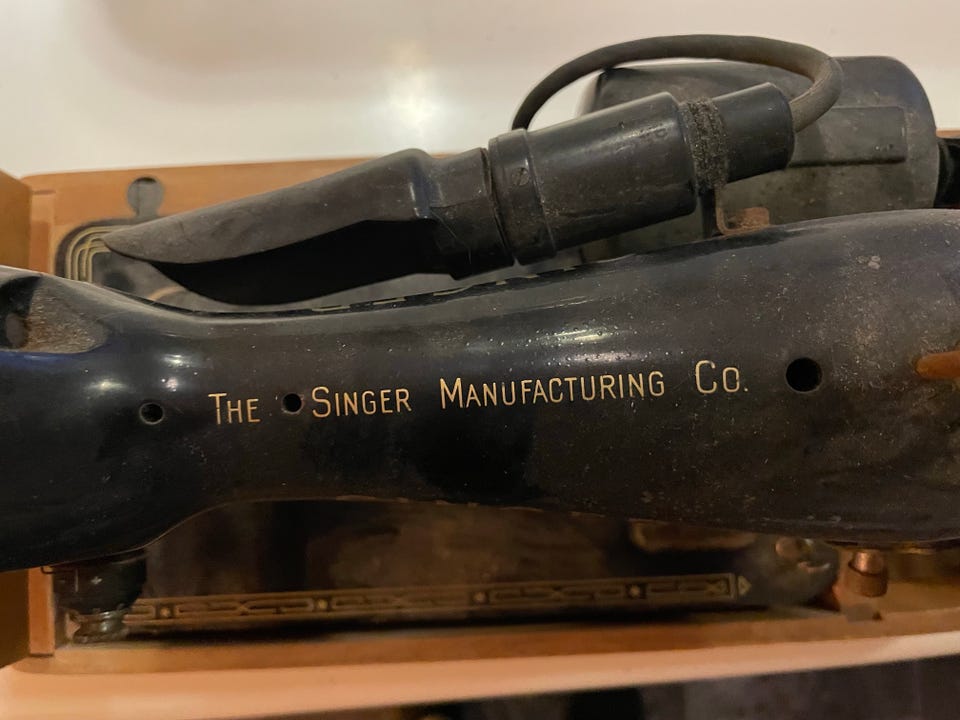 THE SINGER MANUFACTURING CO.